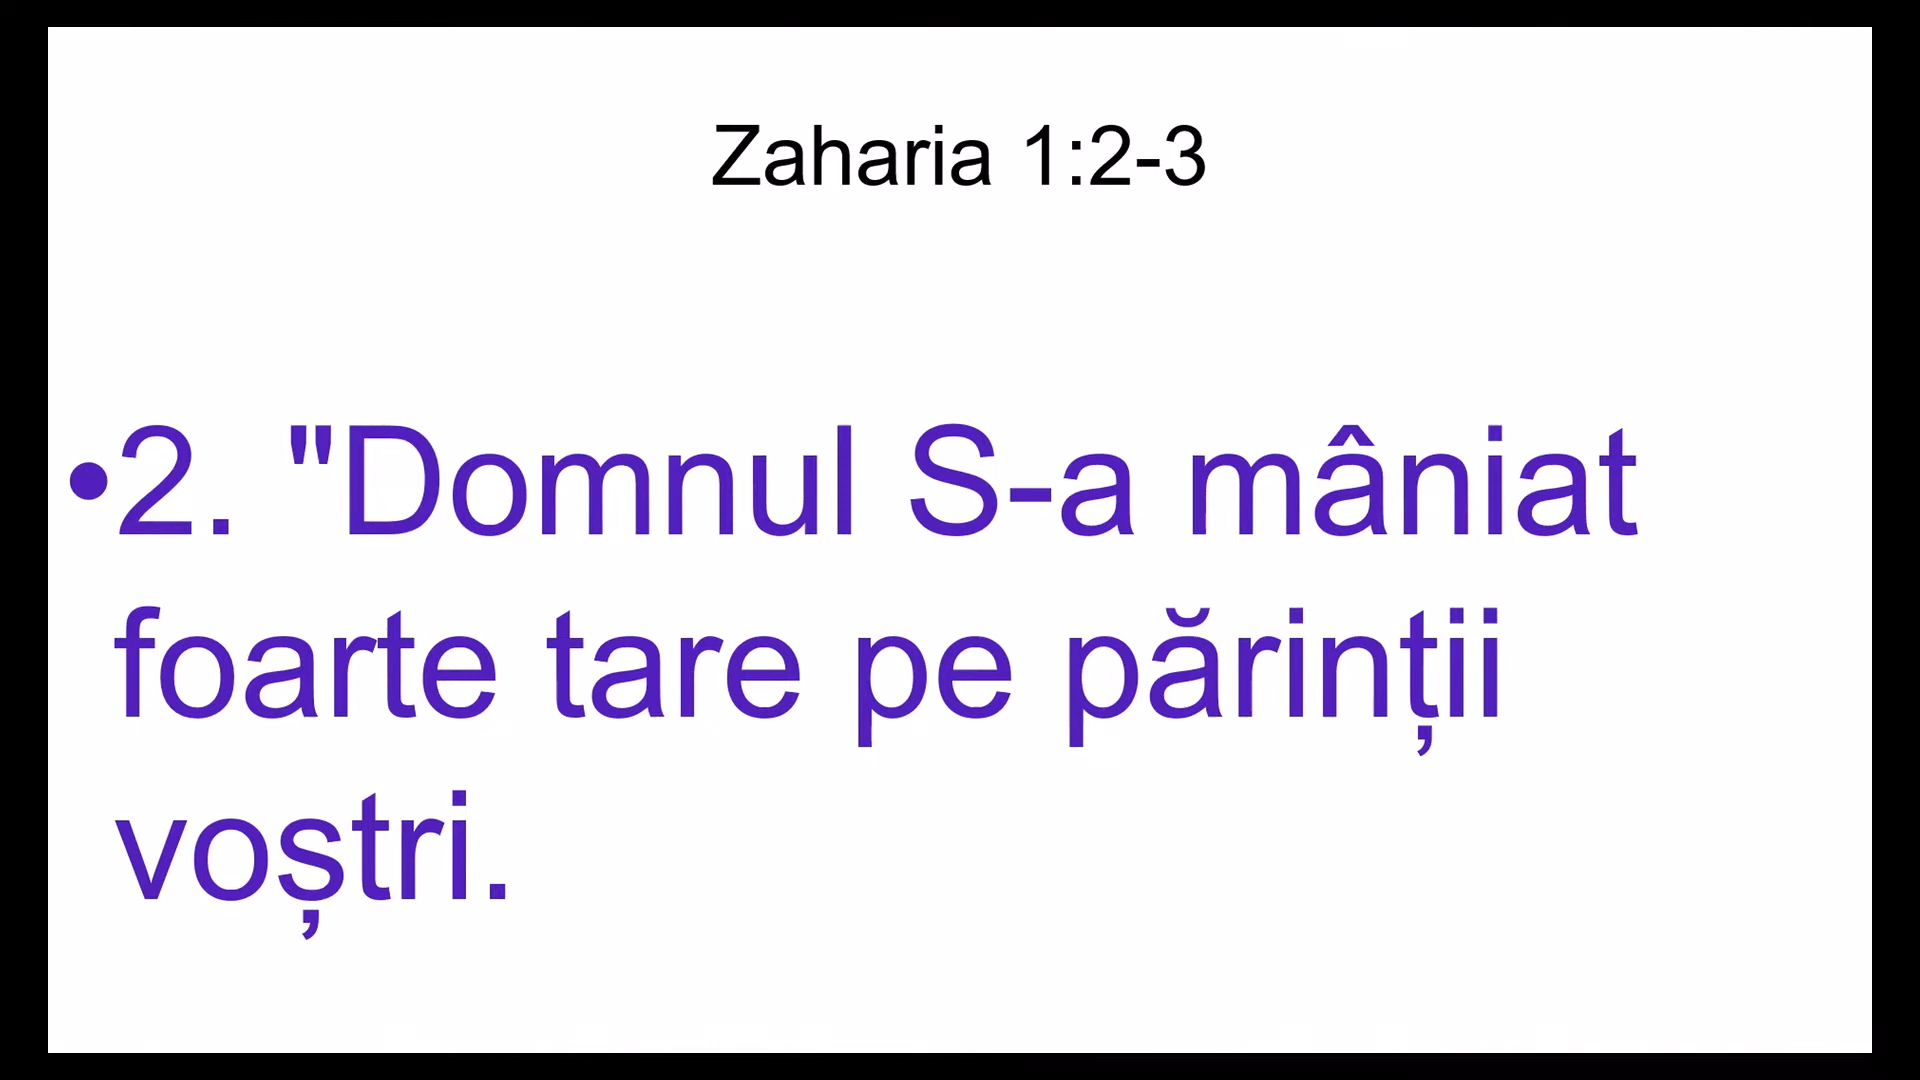 Zaharia 1:2-3
•2. "Domnul S-a mâniat
foarte tare pe părinții
voștri.